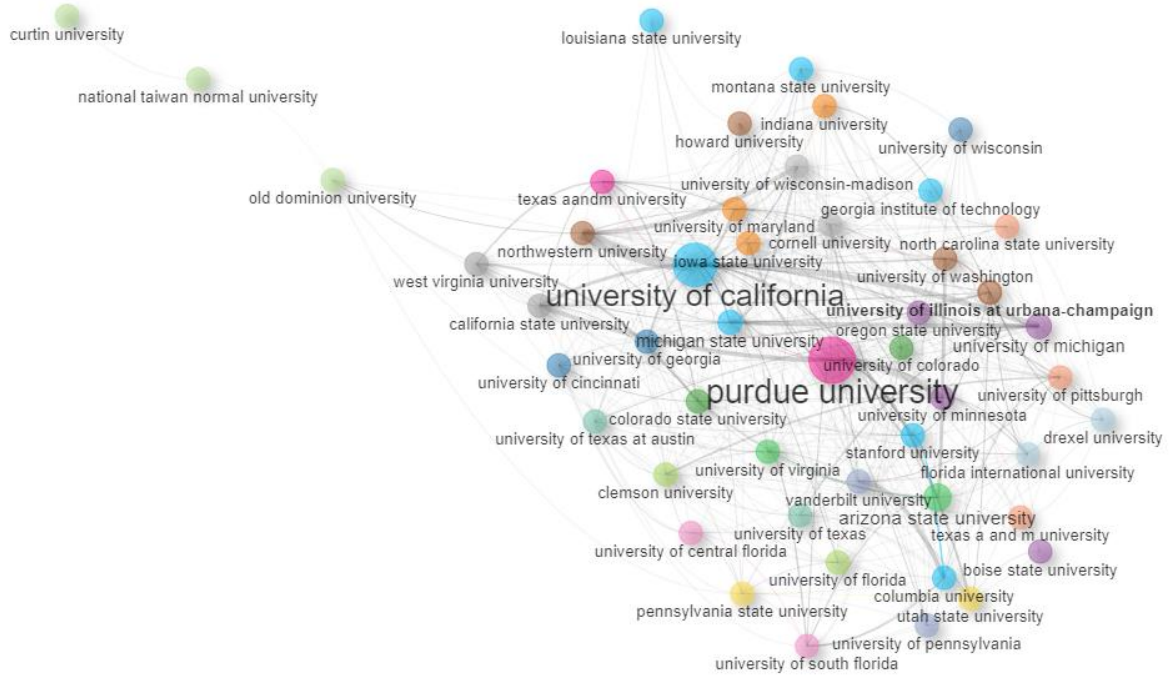 curtin university
louisiana state university
montana state university
national taiwan normal university
indiana university
howard university
university of wisconsin
university of wisconsin-madison
old dominion university
texas aandm university
georgia institute of technology
university of maryland
cornell university
north carolina state university
northwestern university
iowa state university
university of washington
west virginia university
university of california
university of illinois at urbana-champaign
california state university
oregon state university
michigan state university
university of michigan
university of georgia
university of colorado
university of cincinnati
purdue university
university of pittsburgh
university of minnesota
colorado state university
university of texas at austin
drexel university
stanford university
university of virginia
florida international university
clemson university
vanderbilt university
arizona state university
university of texas
texas a and m university
university of central florida
boise state university
university of florida
columbia university
pennsylvania state university
utah state university
university of pennsylvania
university of south florida